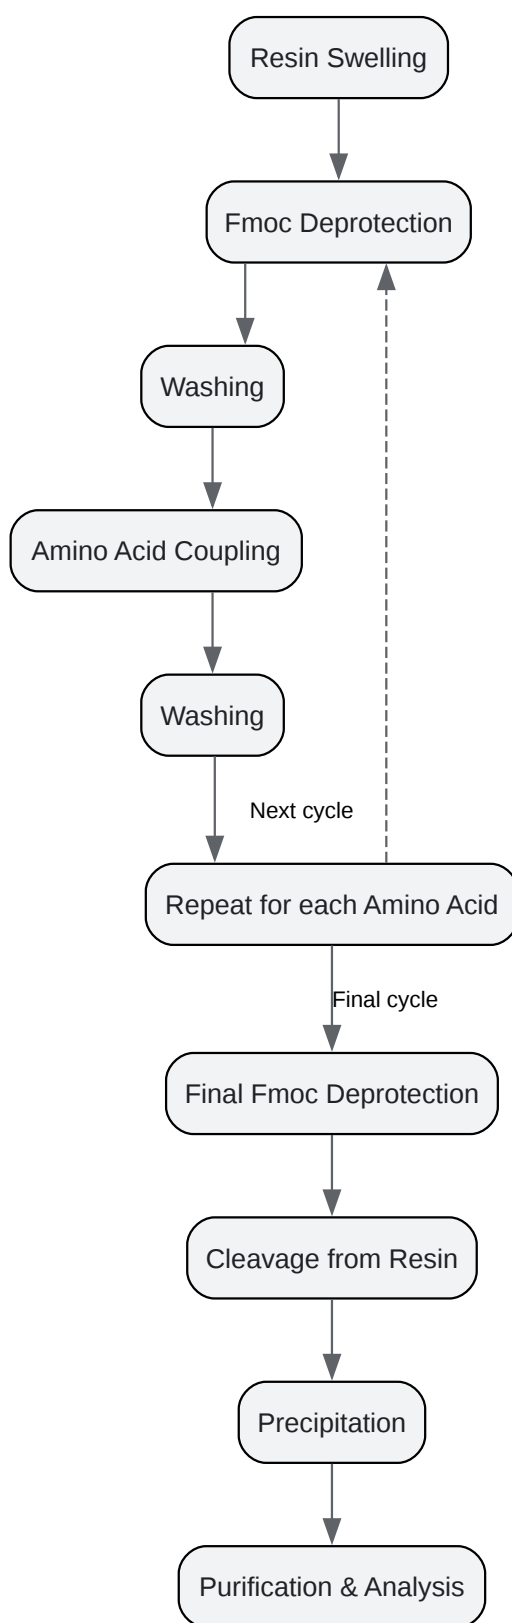 Resin Swelling
Fmoc Deprotection
Washing
Amino Acid Coupling
Washing
Next cycle
Repeat for each Amino Acid
Final cycle
Final Fmoc Deprotection
Cleavage from Resin
Precipitation
Purification & Analysis